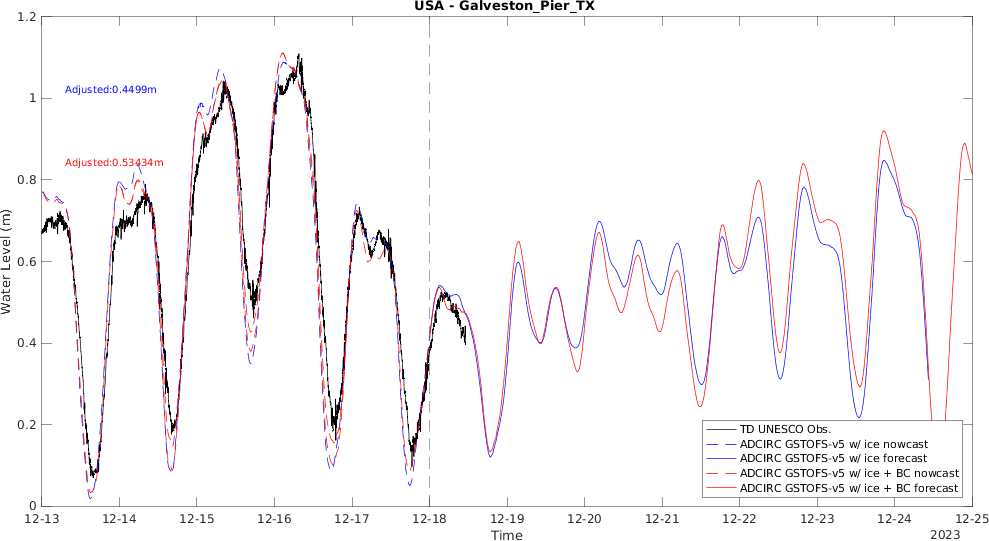 USA - Galveston_Pier_TX
1.2
1
0.8
0.6
0.4
0.2
0
Water Level (m)
Adjusted:0.4499m
Adjusted:0.53434m
TD UNESCO Obs.
ADCIRC GSTOFS-v5 w/ ice nowcast
ADCIRC GSTOFS-v5 w/ ice forecast
ADCIRC GSTOFS-v5 w/ ice + BC nowcast
ADCIRC GSTOFS-v5 w/ ice + BC forecast
12-13 12-14 12-15 12-16 12-17 12-18 12-19 12-20 12-21 12-22 12-23 12-24 12-25
Time
2023